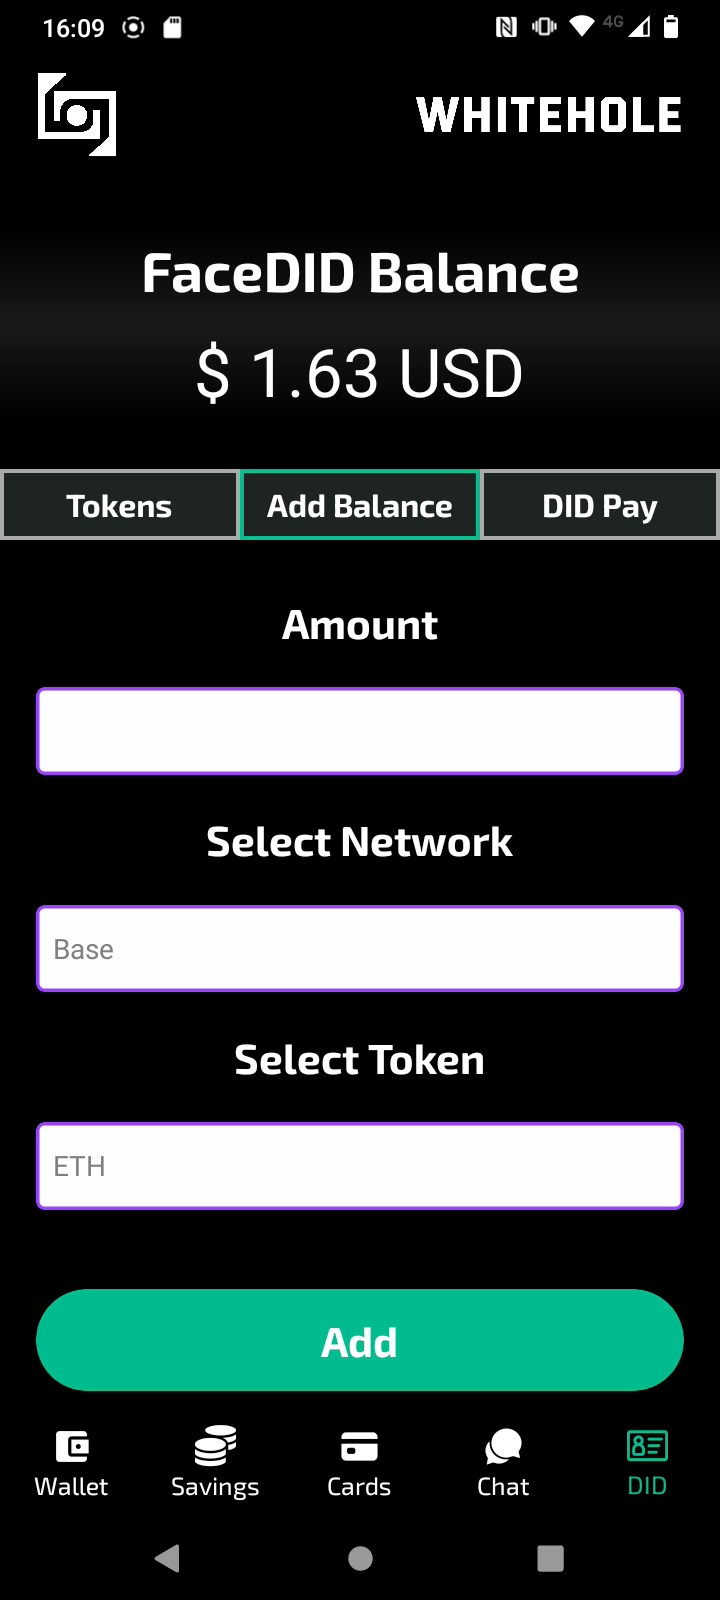 16:09
4G
WHITEHOLE
FaceDID Balance
$ 1.63 USD
Tokens
Add Balance
DID Pay
Amount
Select Network
Base
Select Token
ETH
Add
Wallet
Savings
Cards
Chat
DID